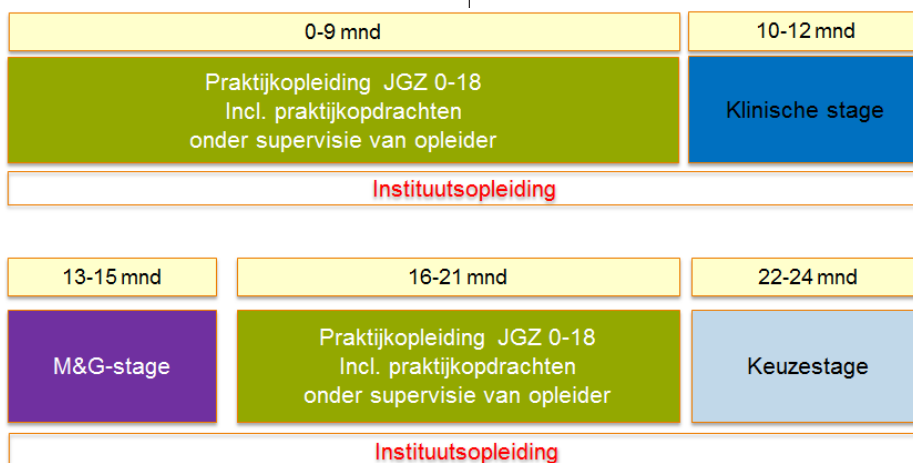 0-9 mnd
10-12 mnd
Praktijkopleiding JGZ 0-18
Incl. praktijkopdrachten
onder supervisie van opleider
Klinische stage
Instituutsopleiding
13-15 mnd
16-21 mnd
22-24 mnd
M&G-stage
Praktijkopleiding JGZ 0-18
Incl. praktijkopdrachten
onder supervisie van opleider
Keuzestage
Instituutsopleiding